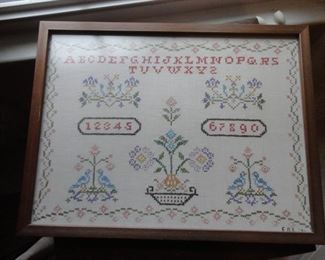 ABCDEFGHIJKLMNOPQRS
TUVWXYZ
12345 67890